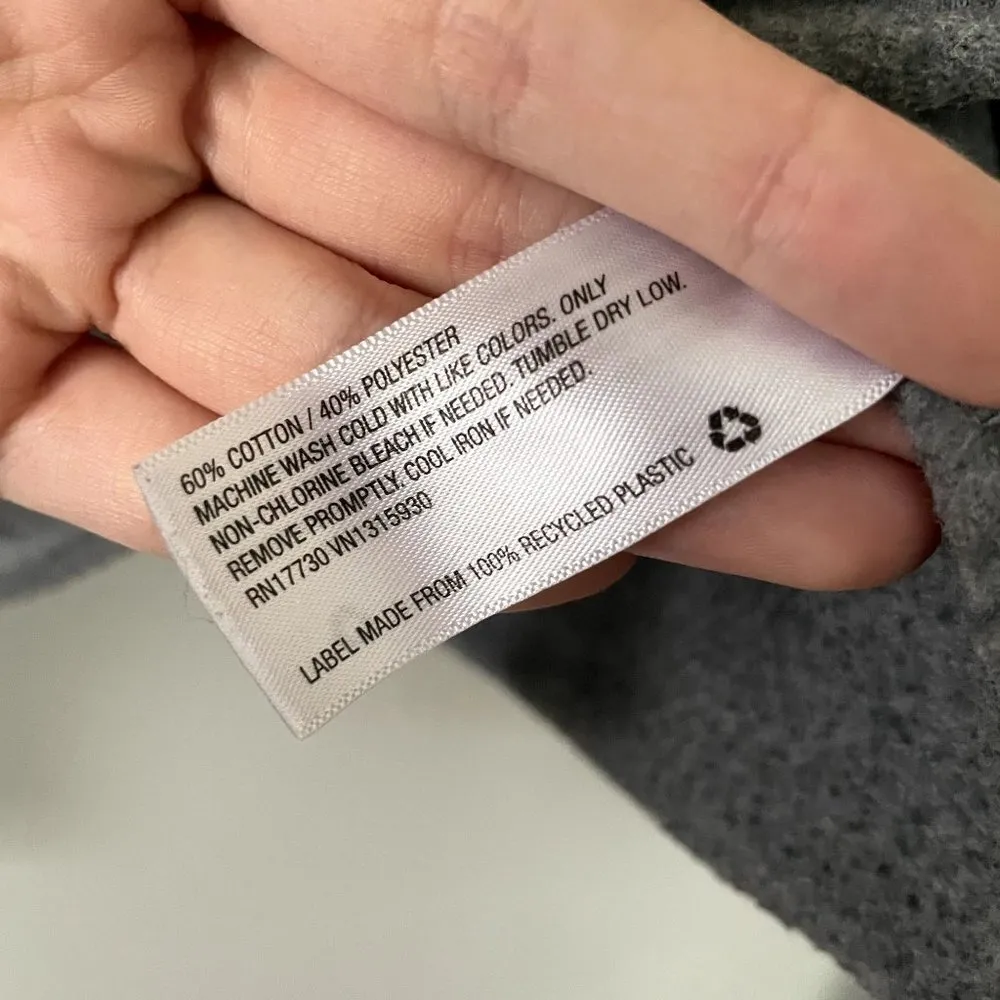 60% COTTON / 40% POLYESTER
MACHINE WASH COLD WITH LIKE COLORS. ONLY
NON-CHLORINE BLEACH IF NEEDED. TUMBLE DRY LOW.
REMOVE PROMPTLY. COOL IRON IF NEEDED.
RN17730 VN1315930
LABEL MADE FROM 100% RECYCLED PLASTIC